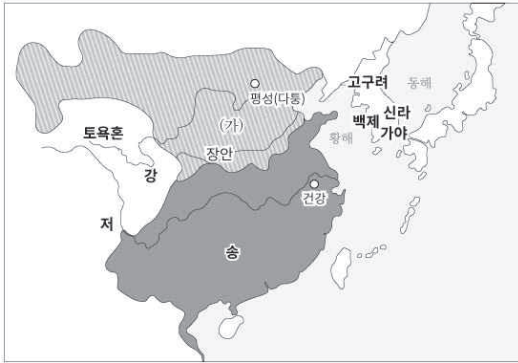 고구려
동해
평성(다퉁)
신라
백제
가야
(가)
황해
토욕혼
장안
강
건강
저
송